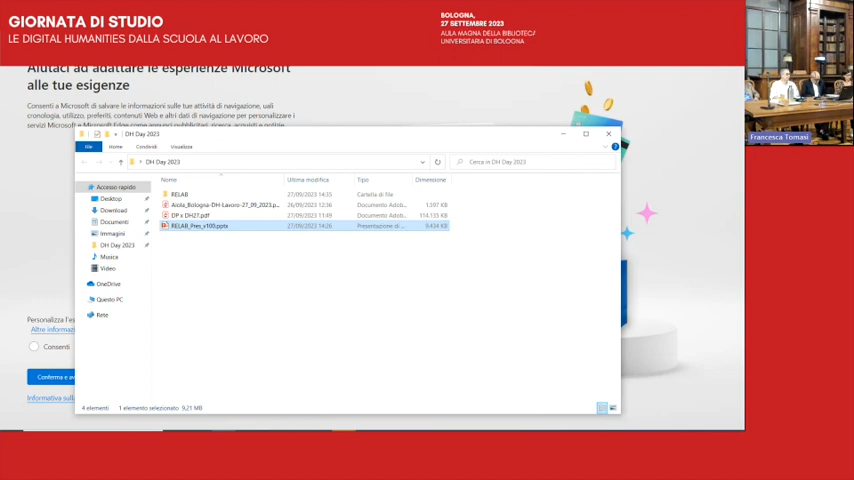 GIORNATA DI STUDIO
LE DIGITAL HUMANITIES DALLA SCUOLA AL LAVORO
BOLOGNA,
27 SETTEMBRE 2023
AULA MAGNA DELLA BIBLIOTECA
UNIVERSITARIA DI BOLOGNA
Francesca Tomasi
Aiutaci ad adattare le esperienze Microsoft
alle tue esigenze
Consenti a Microsoft di salvare le informazioni sulle tue attività di navigazione, quali
cronologia, utilizzo, preferiti, contenuti Web e altri dati di navigazione per personalizzare i
servizi Microsoft
DH Day 2023
File Home Condividi Visualizza
DH Day 2023
Cerca in DH Day 2023
Nome Ultima modifica Tipo Dimensione
RELAB 27/09/2023 14:35 Cartella di file
Aiola_Bologna-DH-Lavoro-27_09_2023.p... 26/09/2023 12:36 Documento Adob... 1.397 KB
DP x DH27.pdf 27/09/2023 11:49 Documento Adob... 114.135 KB
RELAB_Pres_v100.pptx 27/09/2023 14:26 Presentazione di ... 9.434 KB
Accesso rapido
Desktop
Download
Documenti
Immagini
DH Day 2023
Musica
Video
OneDrive
Questo PC
Rete
Personalizza l'es
Altre informaz
Consenti
Conferma e av
Informativa sull
4 elementi 1 elemento selezionato 9,21 MB